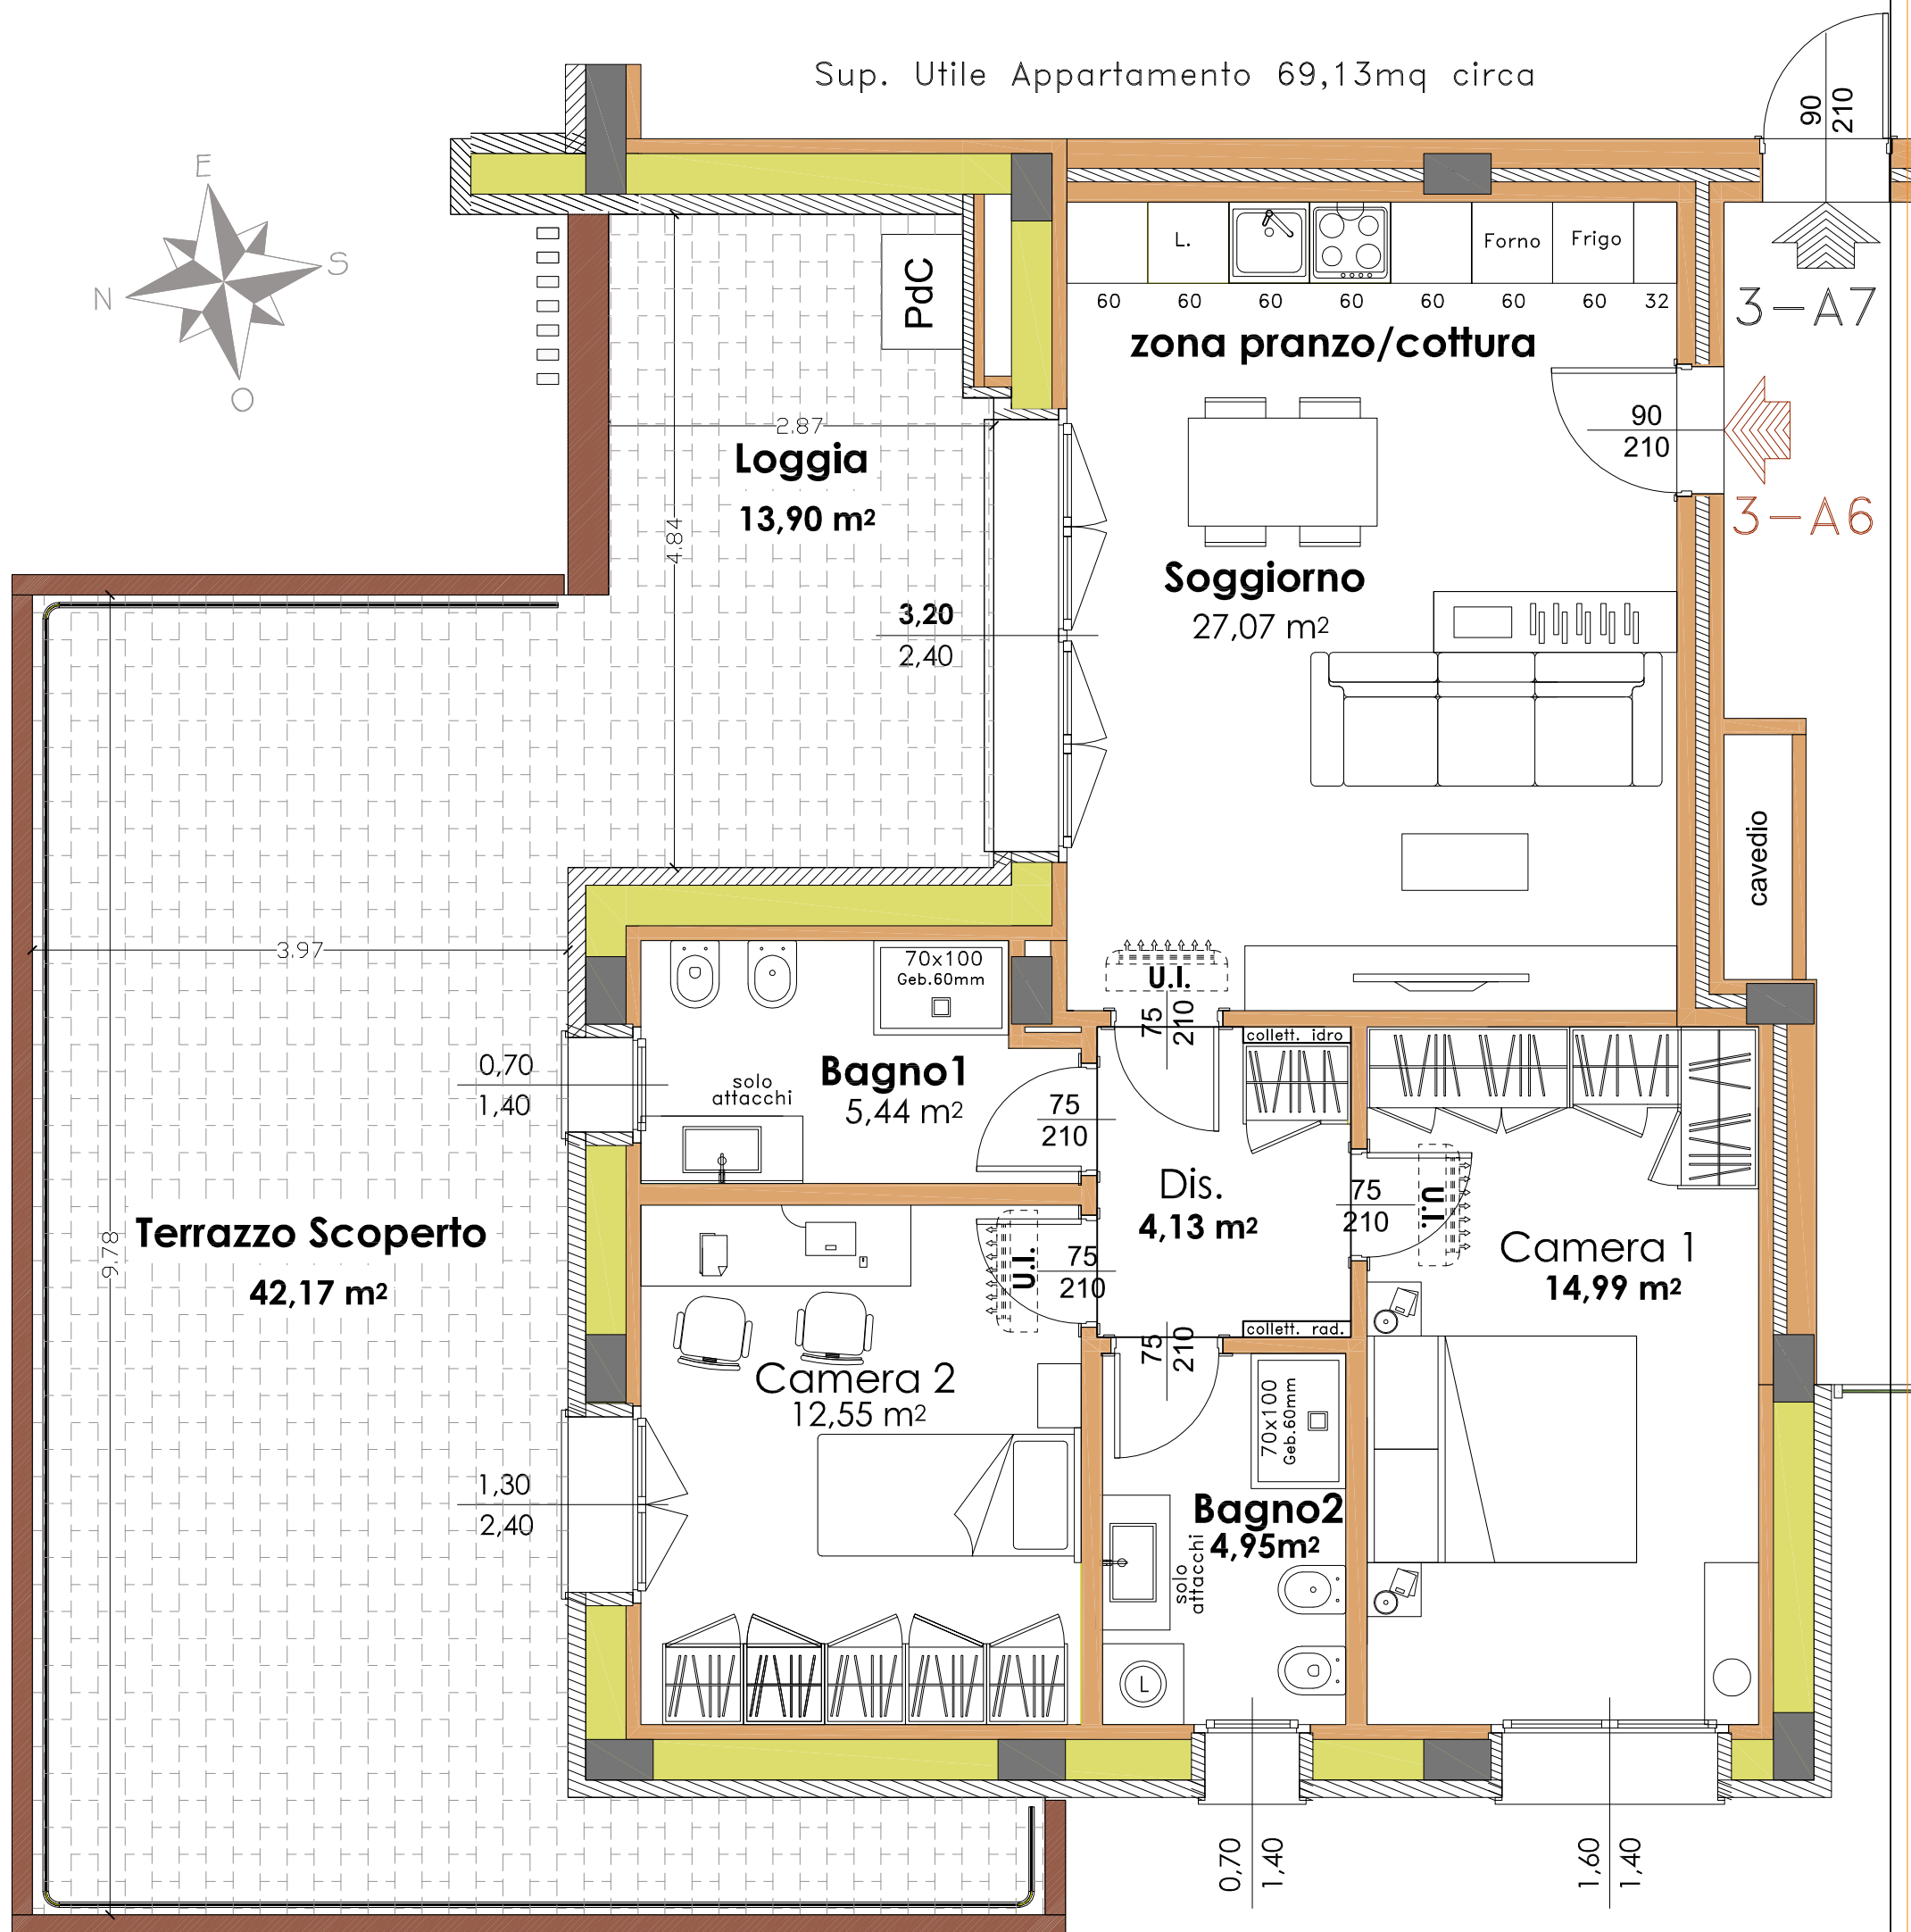 Sup. Utile Appartamento 69,13mq circa
90
210
E
S
N
O
PdC
L.
Forno
Frigo
60
60
60
60
60
60
60
32
zona pranzo/cottura
3-A7
90
210
3-A6
2.87
Loggia
13,90 m²
4.84
3,20
2,40
Soggiorno
27,07 m²
cavedio
3.97
70x100
Geb.60mm
U.I.
75
210
collett. idro
0,70
1,40
solo
attacchi
Bagno1
5,44 m²
75
210
Dis.
4,13 m²
75
210
U.I.
Camera 1
14,99 m²
Terrazzo Scoperto
42,17 m²
9.78
U.I.
75
210
collett. rad.
75
210
Camera 2
12,55 m²
70x100
Geb.60mm
1,30
2,40
Bagno2
4,95m²
solo
attacchi
L
0,70
1,40
1,60
1,40